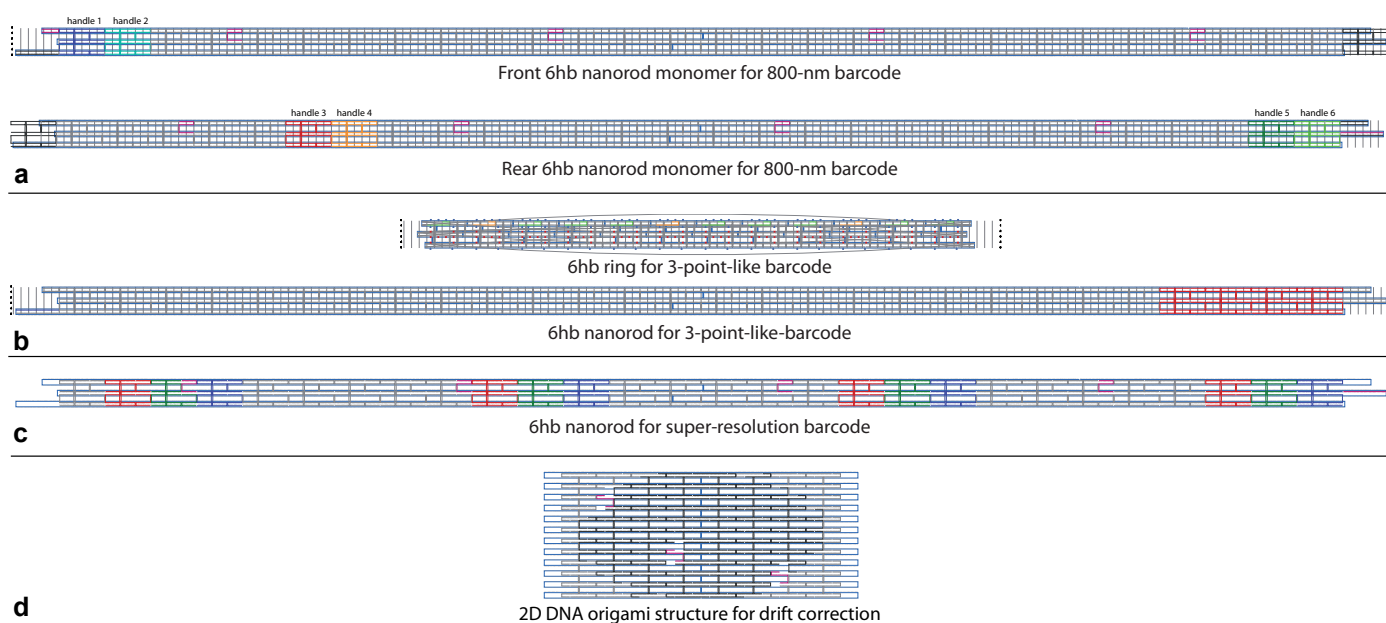 handle 1 handle 2
Front 6hb nanorod monomer for 800-nm barcode
handle 3 handle 4 handle 5 handle 6
Rear 6hb nanorod monomer for 800-nm barcode
a
6hb ring for 3-point-like barcode
6hb nanorod for 3-point-like-barcode
b
6hb nanorod for super-resolution barcode
c
2D DNA origami structure for drift correction
d